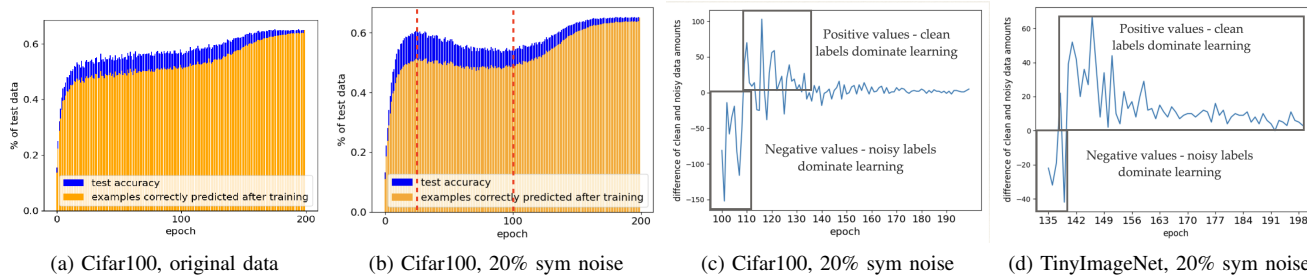 % of test data
0.6
0.4
0.2
0.0
test accuracy
examples correctly predicted after training
0
100
200
epoch
(a) Cifar100, original data
% of test data
0.6
0.4
0.2
0.0
test accuracy
examples correctly predicted after training
0
100
200
epoch
(b) Cifar100, 20% sym noise
difference of clean and noisy data amounts
100
50
0
−50
−100
−150
Positive values - clean
labels dominate learning
Negative values - noisy labels
dominate learning
100 110 120 130 140 150 160 170 180 190
epoch
(c) Cifar100, 20% sym noise
difference of clean and noisy data amounts
60
40
20
0
−20
−40
Positive values - clean
labels dominate learning
Negative values - noisy labels
dominate learning
135 142 149 156 163 170 177 184 191 198
epoch
(d) TinyImageNet, 20% sym noise